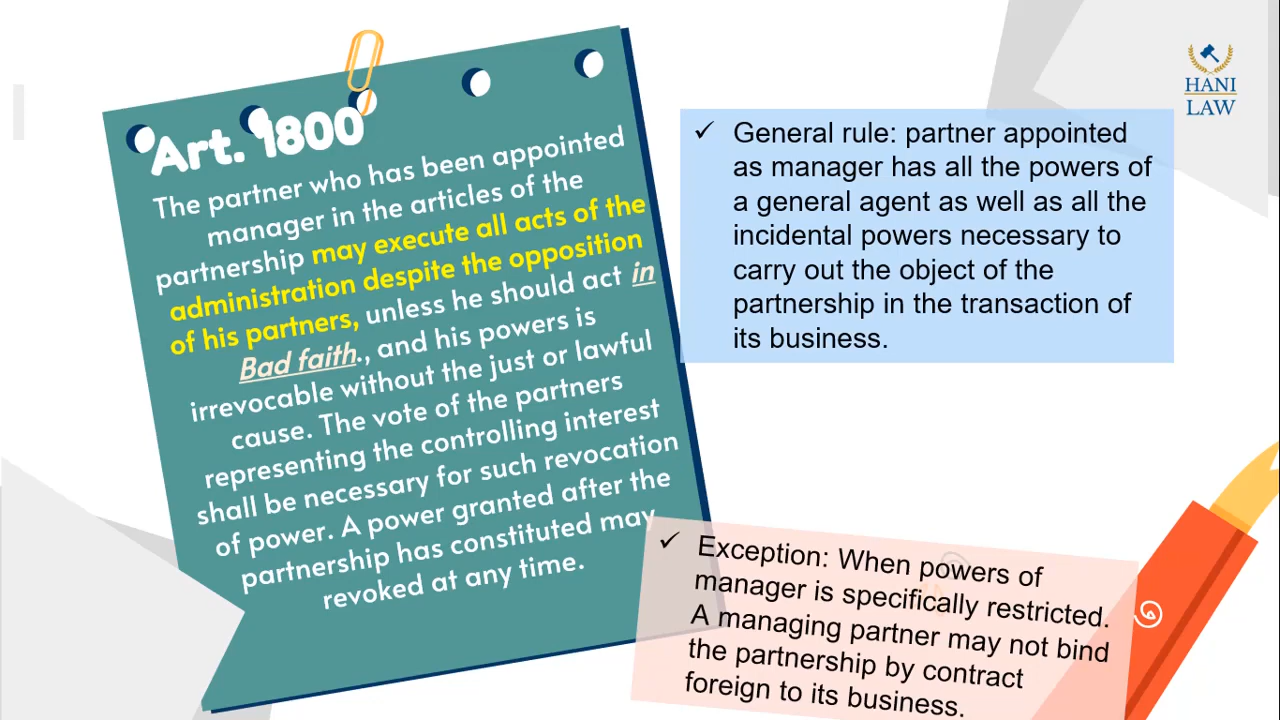 Art. 1800
The partner who has been appointed
manager in the articles of the
partnership may execute all acts of the
administration despite the opposition
of his partners, unless he should act in
Bad faith., and his powers is
irrevocable without the just or lawful
cause. The vote of the partners
representing the controlling interest
shall be necessary for such revocation
of power. A power granted after the
partnership has constituted may
revoked at any time.
HANI
LAW
✓ General rule: partner appointed
as manager has all the powers of
a general agent as well as all the
incidental powers necessary to
carry out the object of the
partnership in the transaction of
its business.
✓ Exception: When powers of
manager is specifically restricted.
A managing partner may not bind
the partnership by contract
foreign to its business.